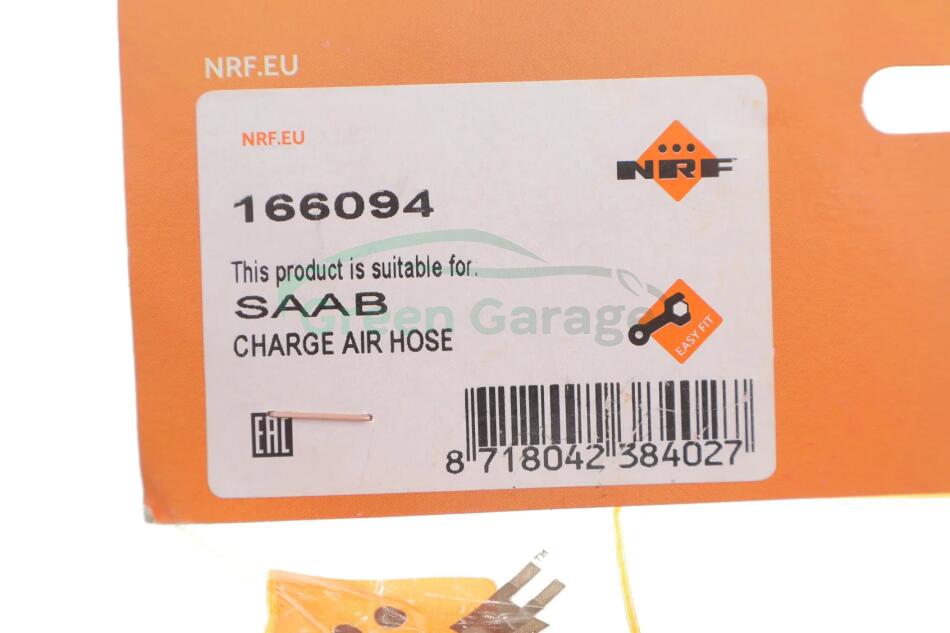 NRF.EU
NRF.EU
NRF
166094
This product is suitable for:
SAAB
Green Garage
CHARGE AIR HOSE
EASY FIT
EAC
8 718042 384027
™